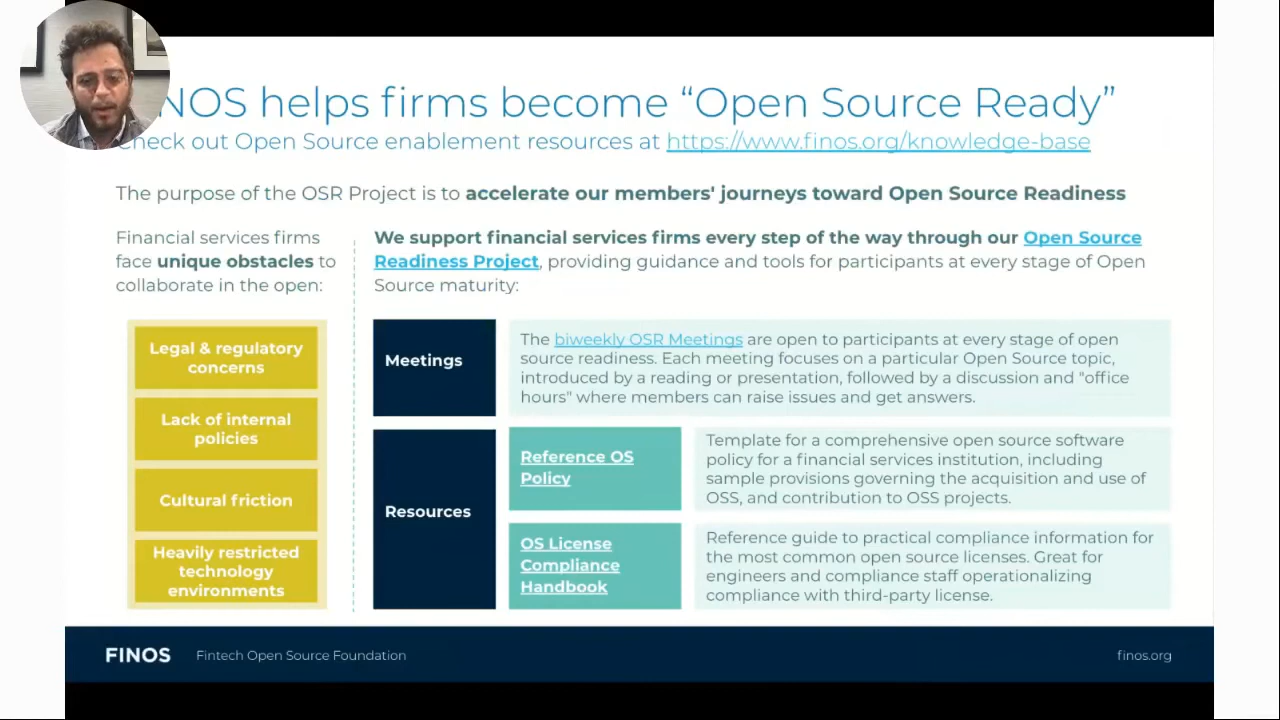 NOS helps firms become “Open Source Ready”
Check out Open Source enablement resources at https://www.finos.org/knowledge-base
The purpose of the OSR Project is to accelerate our members' journeys toward Open Source Readiness
Financial services firms
face unique obstacles to
collaborate in the open:
Legal & regulatory
concerns
Lack of internal
policies
Cultural friction
Heavily restricted
technology
environments
We support financial services firms every step of the way through our Open Source
Readiness Project, providing guidance and tools for participants at every stage of Open
Source maturity:
Meetings
The biweekly OSR Meetings are open to participants at every stage of open
source readiness. Each meeting focuses on a particular Open Source topic,
introduced by a reading or presentation, followed by a discussion and "office
hours" where members can raise issues and get answers.
Resources
Reference OS
Policy
Template for a comprehensive open source software
policy for a financial services institution, including
sample provisions governing the acquisition and use of
OSS, and contribution to OSS projects.
OS License
Compliance
Handbook
Reference guide to practical compliance information for
the most common open source licenses. Great for
engineers and compliance staff operationalizing
compliance with third-party license.
FINOS
Fintech Open Source Foundation
finos.org